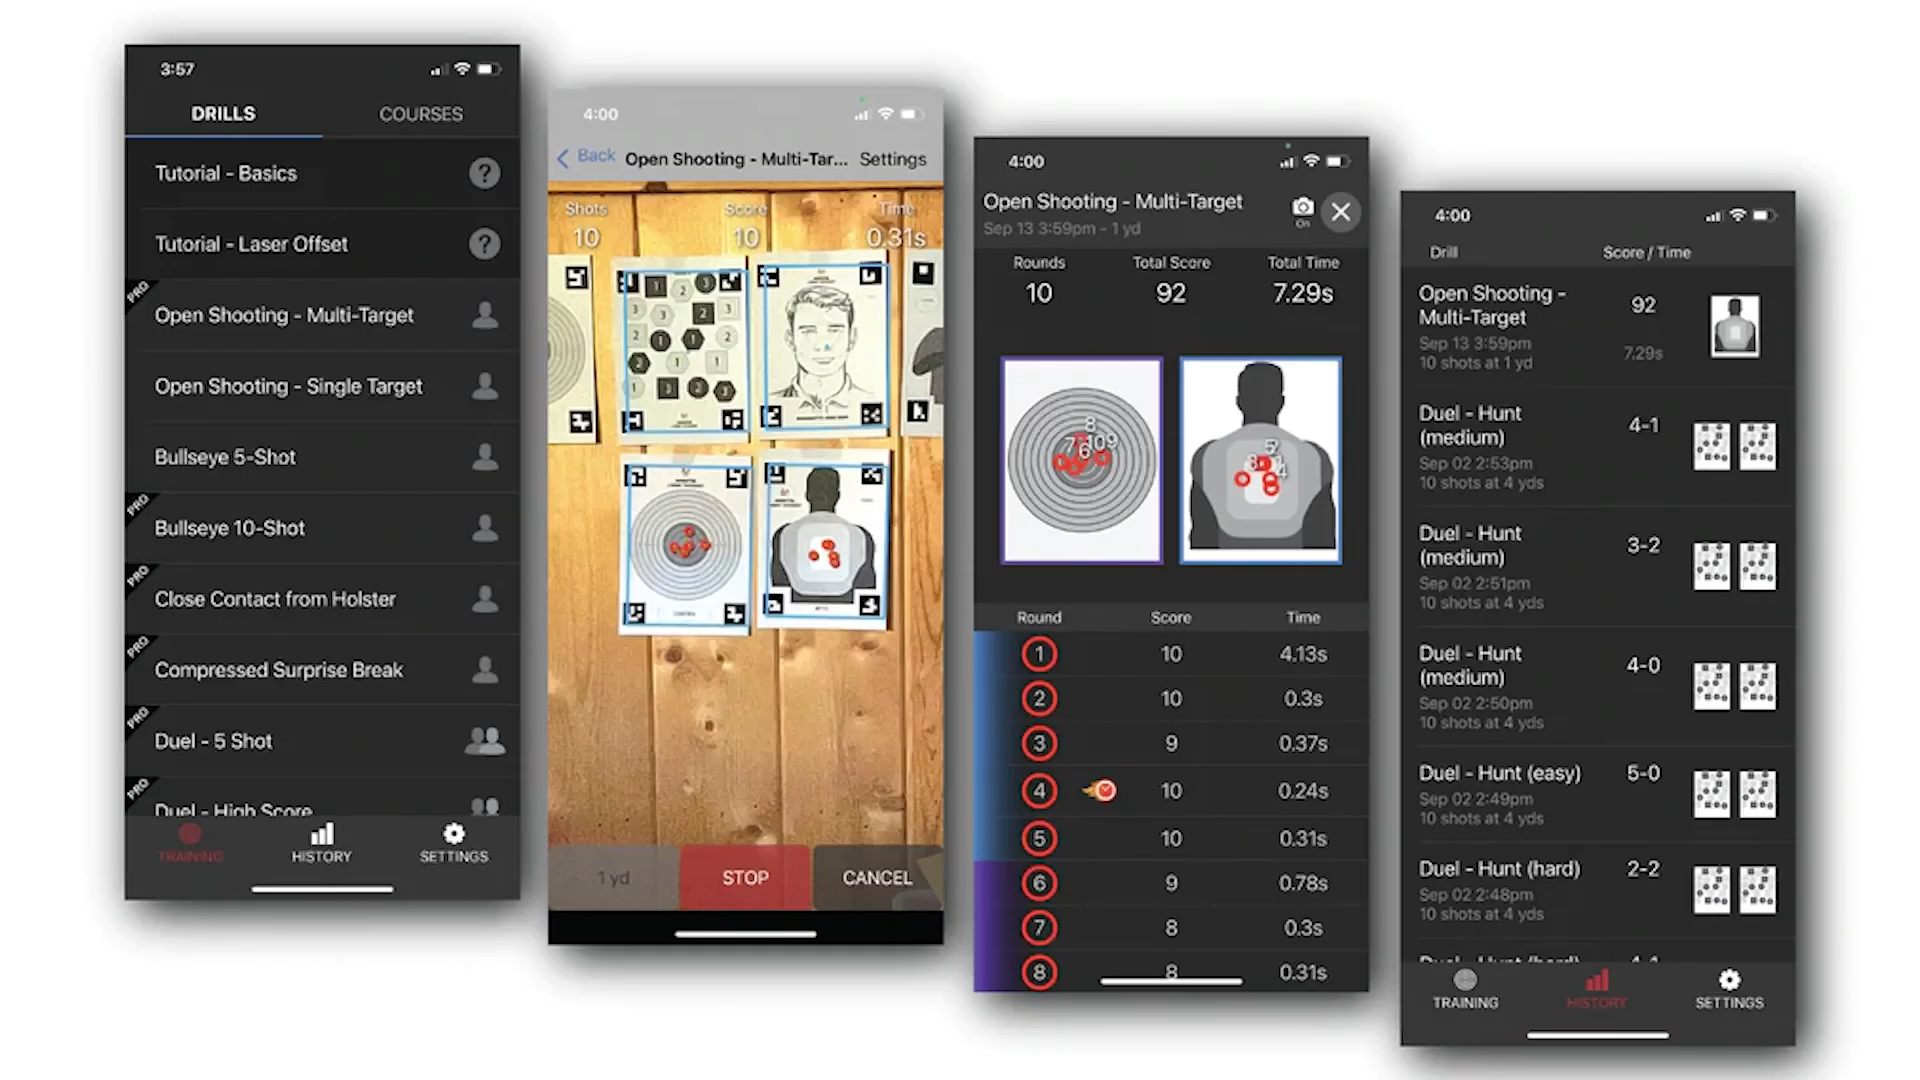 3:57
DRILLS COURSES
Tutorial - Basics ?
Tutorial - Laser Offset ?
PRO
Open Shooting - Multi-Target
Open Shooting - Single Target
Bullseye 5-Shot
PRO
Bullseye 10-Shot
PRO
Close Contact from Holster
PRO
Compressed Surprise Break
PRO
Duel - 5 Shot
PRO
Duel - High Score
TRAINING HISTORY SETTINGS
4:00
Back Open Shooting - Multi-Tar... Settings
Shots Score Time
10 10 0.31s
1 yd STOP CANCEL
4:00
Open Shooting - Multi-Target
On
Sep 13 3:59pm - 1 yd
Rounds Total Score Total Time
10 92 7.29s
Round Score Time
1 10 4.13s
2 10 0.3s
3 9 0.37s
4 10 0.24s
5 10 0.31s
6 9 0.78s
7 8 0.3s
8 8 0.31s
4:00
Drill Score / Time
Open Shooting -
Multi-Target
92
Sep 13 3:59pm
10 shots at 1 yd
7.29s
Duel - Hunt
(medium)
4-1
Sep 02 2:53pm
10 shots at 4 yds
Duel - Hunt
(medium)
3-2
Sep 02 2:51pm
10 shots at 4 yds
Duel - Hunt
(medium)
4-0
Sep 02 2:50pm
10 shots at 4 yds
Duel - Hunt (easy) 5-0
Sep 02 2:49pm
10 shots at 4 yds
Duel - Hunt (hard) 2-2
Sep 02 2:48pm
10 shots at 4 yds
TRAINING HISTORY SETTINGS